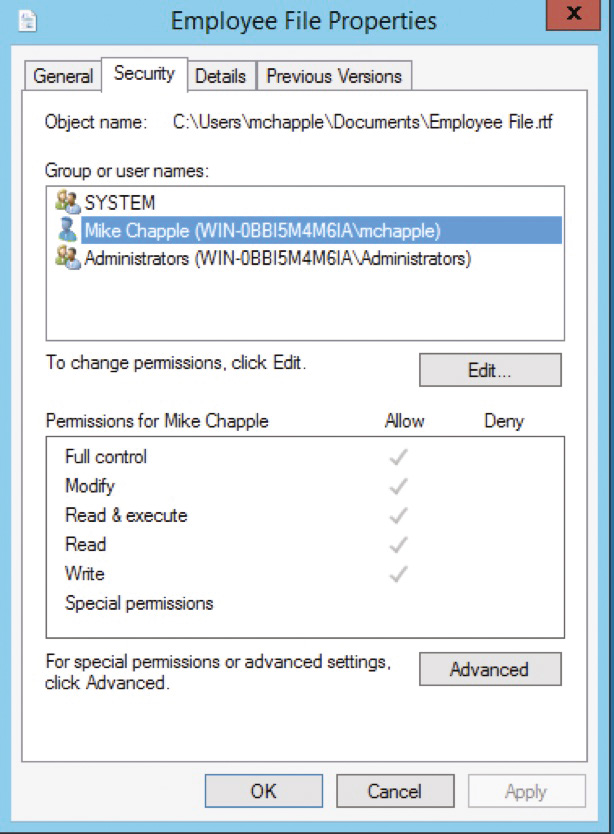 Employee File Properties
x
General Security Details Previous Versions
Object name: C:\Users\mchapple\Documents\Employee File.rtf
Group or user names:
SYSTEM
Mike Chapple (WIN-0BBI5M4M6IA\mchapple)
Administrators (WIN-0BBI5M4M6IA\Administrators)
To change permissions, click Edit.
Edit...
Permissions for Mike Chapple Allow Deny
Full control
Modify
Read & execute
Read
Write
Special permissions
For special permissions or advanced settings,
click Advanced.
Advanced
OK Cancel Apply